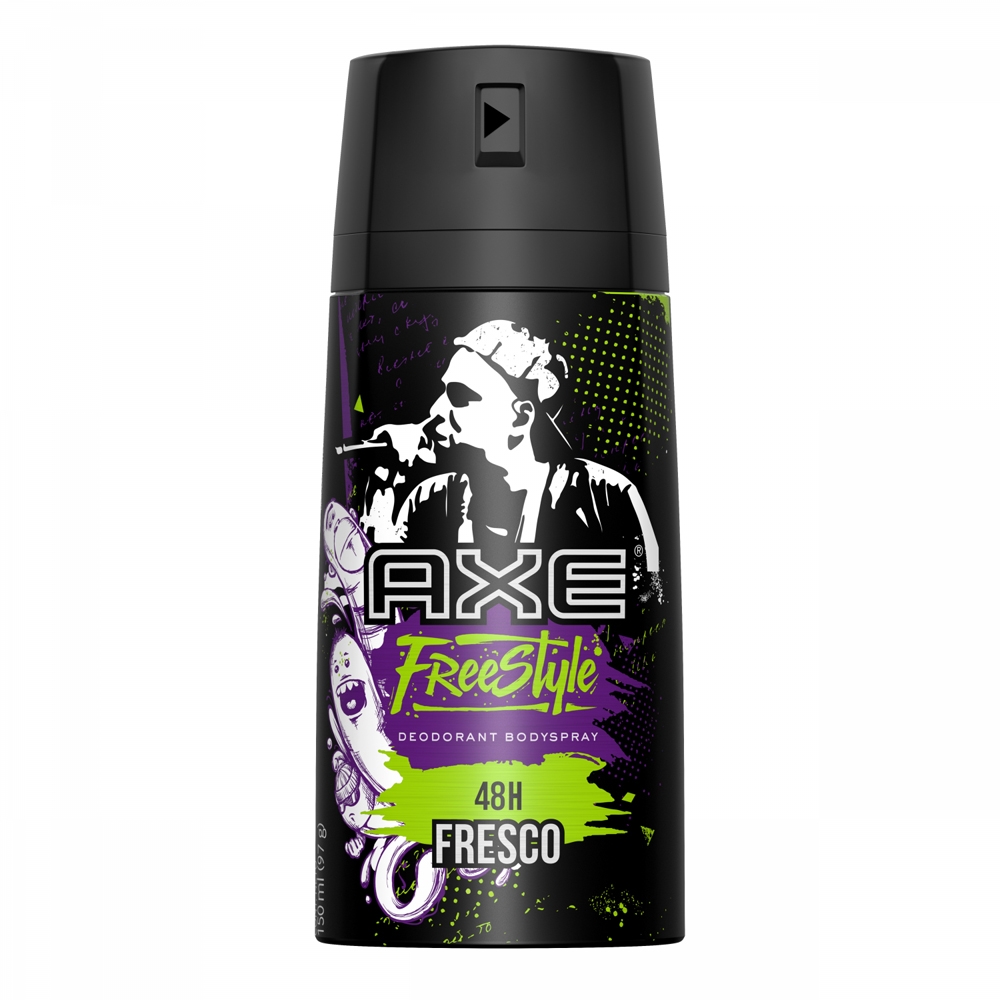 AXE®
FReeStyle
DEODORANT BODYSPRAY
48H
FRESCO
150 ml (97 g)